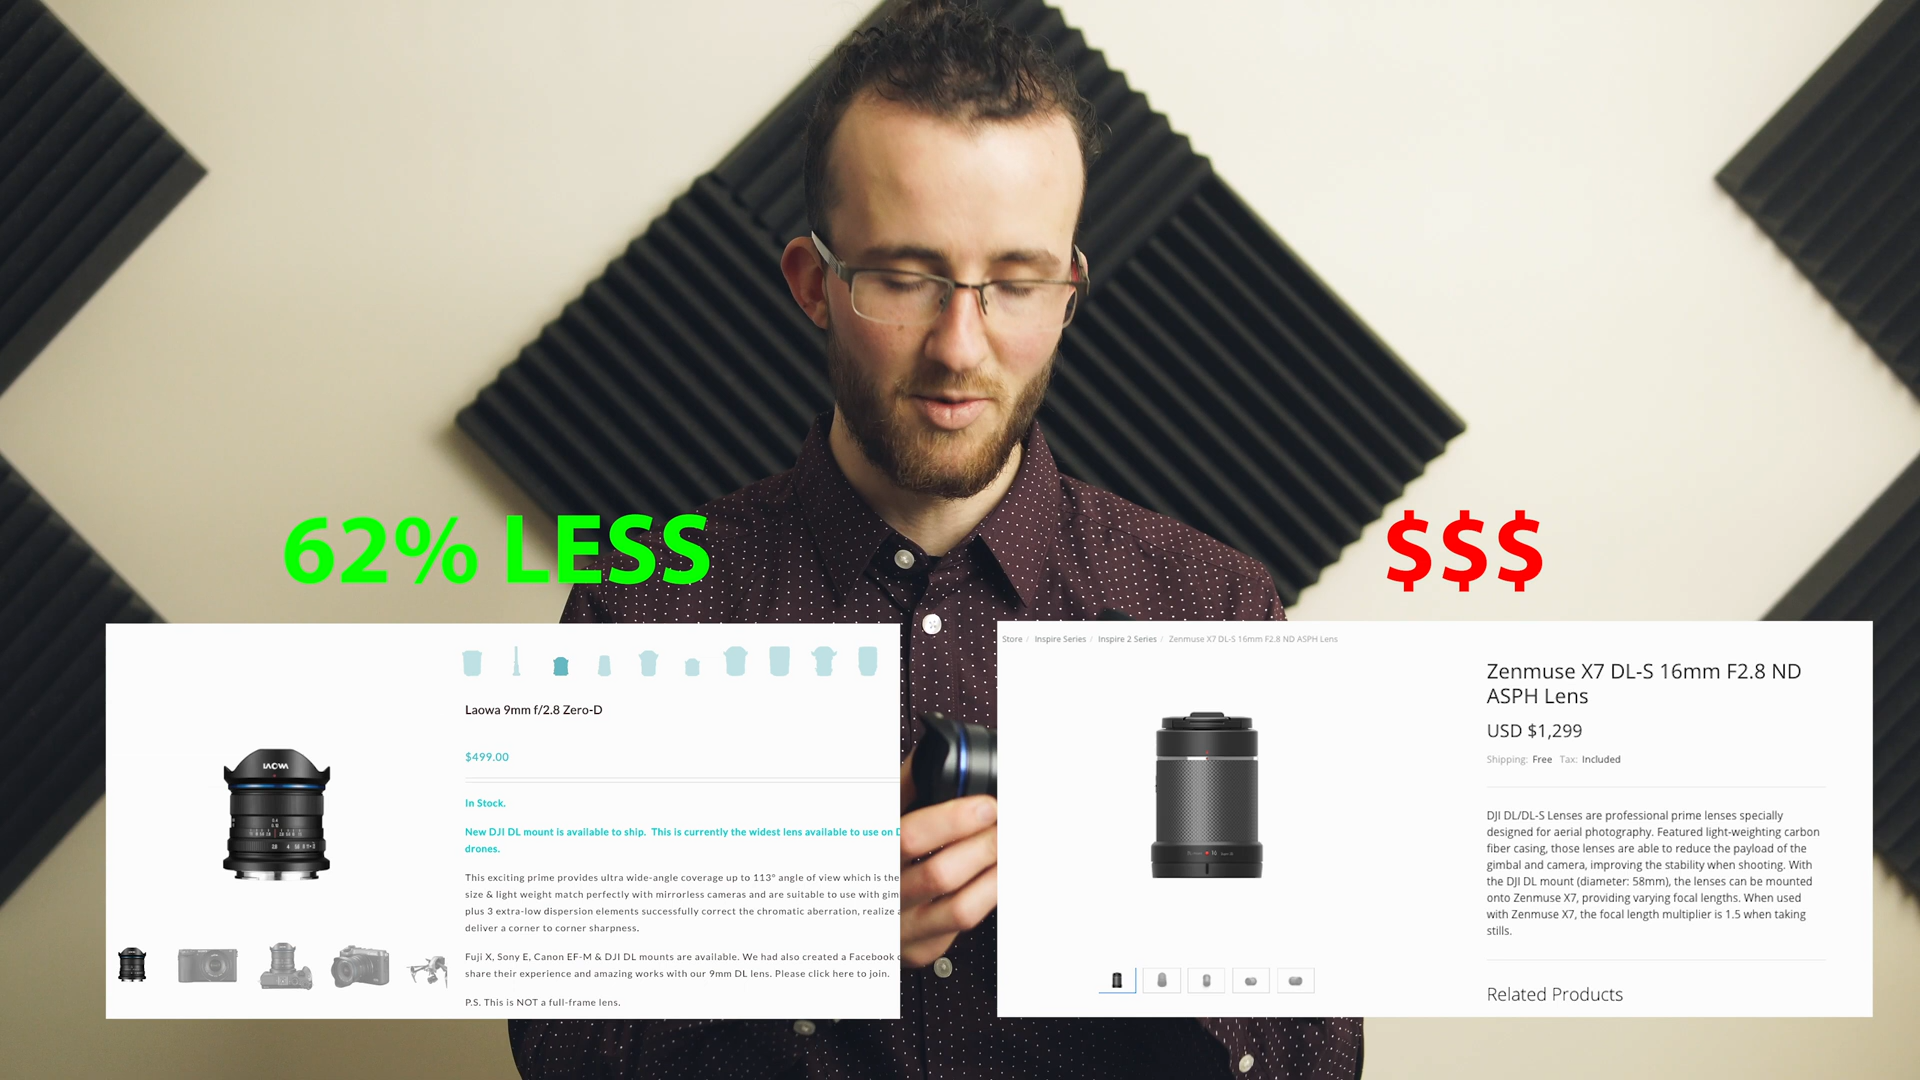 62% LESS
$$$
Laowa 9mm f/2.8 Zero-D
$499.00
In Stock.
New DJI DL mount is available to ship. This is currently the widest lens available to use on
drones.
This exciting prime provides ultra wide-angle coverage up to 113° angle of view which is the
size & light weight match perfectly with mirrorless cameras and are suitable to use with
plus 3 extra-low dispersion elements successfully correct the chromatic aberration, realize
deliver a corner to corner sharpness.
Fuji X, Sony E, Canon EF-M & DJI DL mounts are available. We had also created a Facebook
share their experience and amazing works with our 9mm DL lens. Please click here to join.
P.S. This is NOT a full-frame lens.
LAOWA
Store / Inspire Series / Inspire 2 Series / Zenmuse X7 DL-S 16mm F2.8 ND ASPH Lens
Zenmuse X7 DL-S 16mm F2.8 ND
ASPH Lens
USD $1,299
Shipping: Free Tax: Included
DJI DL/DL-S Lenses are professional prime lenses specially
designed for aerial photography. Featured light-weighting carbon
fiber casing, those lenses are able to reduce the payload of the
gimbal and camera, improving the stability when shooting. With
the DJI DL mount (diameter: 58mm), the lenses can be mounted
onto Zenmuse X7, providing varying focal lengths. When used
with Zenmuse X7, the focal length multiplier is 1.5 when taking
stills.
Related Products